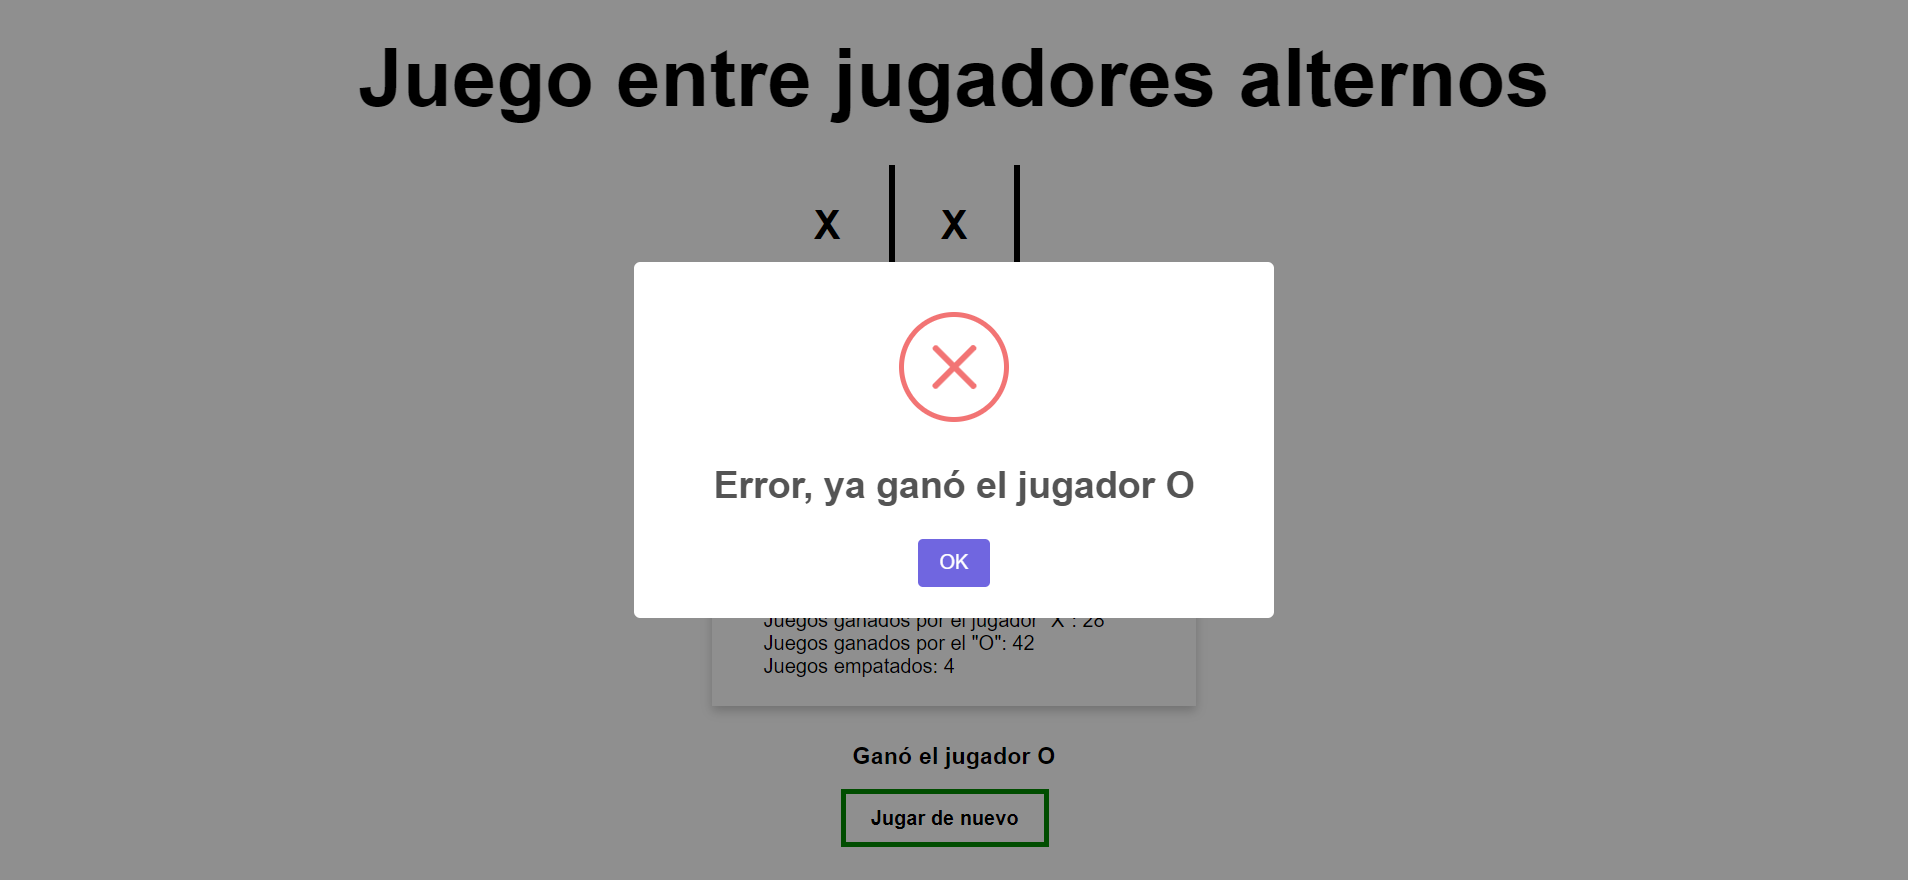 Juego entre jugadores alternos
X X
Error, ya ganó el jugador O
OK
Juegos ganados por el jugador "X": 28
Juegos ganados por el "O": 42
Juegos empatados: 4
Ganó el jugador O
Jugar de nuevo